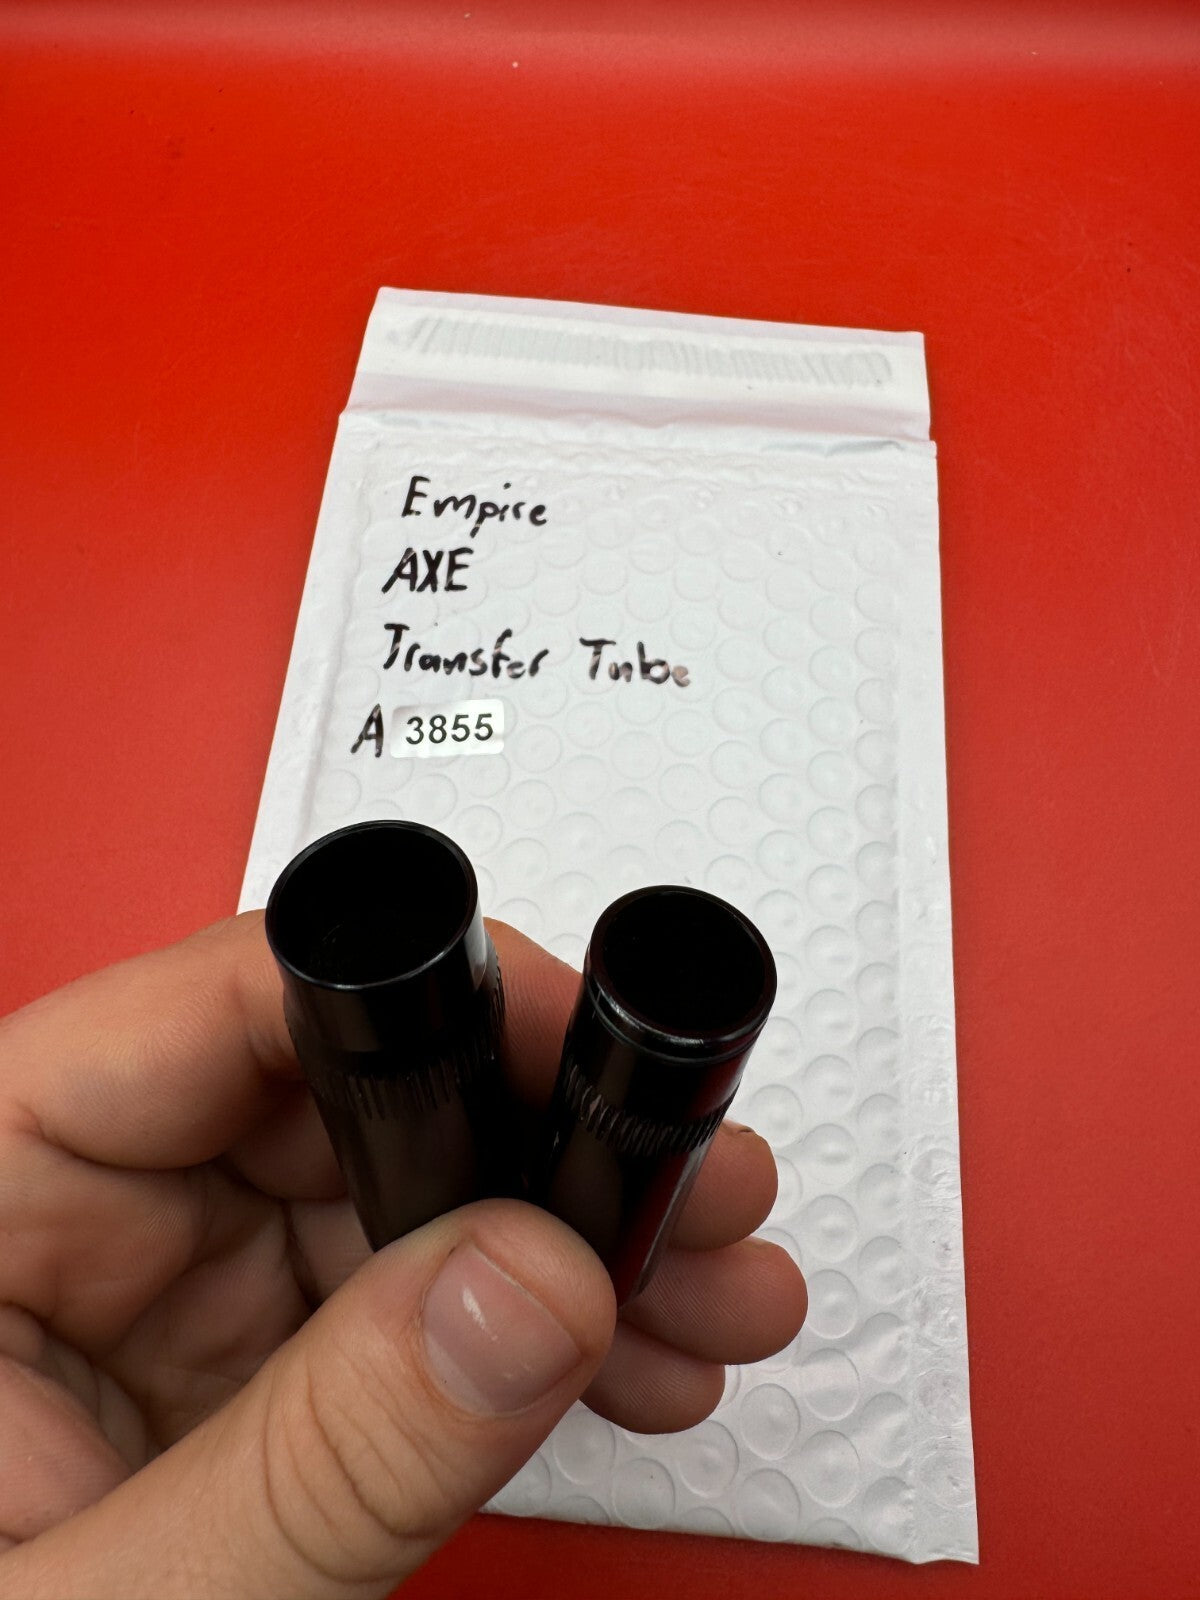 Empire
AXE
Transfer Tube
A 3855